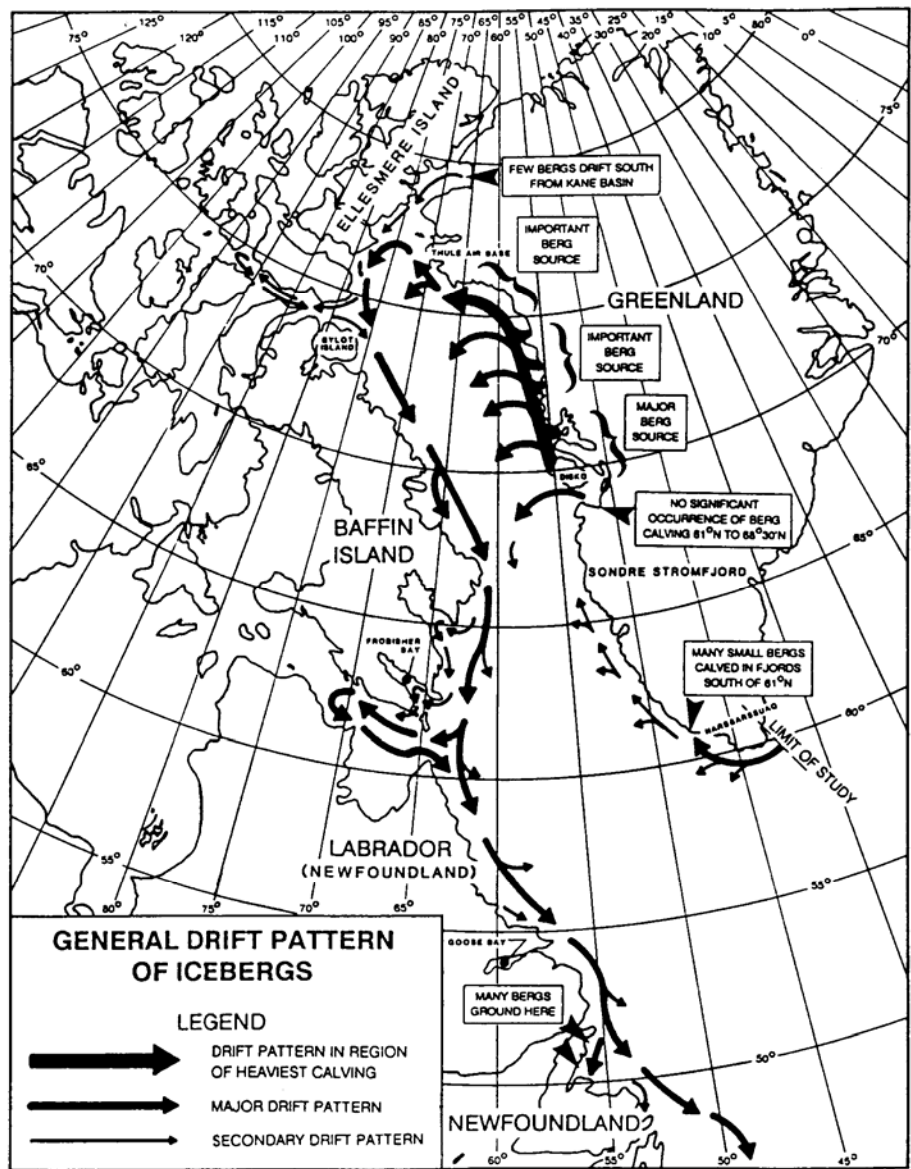 75° 120° 125° 120° 115° 110° 105° 100° 95° 90° 85° 80° 75° 70° 65° 60° 55° 50° 45° 40° 35° 30° 25° 20° 15° 0°
75°
ELLESMERE ISLAND
FEW BERGS DRIFT SOUTH
FROM KANE BASIN
THULE AIR BASE
IMPORTANT
BERG
SOURCE
70°
GREENLAND
BYLOT
ISLAND
IMPORTANT
BERG
SOURCE
70°
MAJOR
BERG
SOURCE
65°
DISKO
NO SIGNIFICANT
OCCURRENCE OF BERG
CALVING 61°N TO 68°30'N
65°
BAFFIN
ISLAND
SONDRE STROMFJORD
FROBISHER
BAY
MANY SMALL BERGS
CALVED IN FJORDS
SOUTH OF 61°N
60°
NARSSARSSUAQ
60°
LIMIT OF STUDY
LABRADOR
(NEWFOUNDLAND)
55°
55°
80° 75° 70° 65°
GENERAL DRIFT PATTERN
OF ICEBERGS
GOOSE BAY
MANY BERGS
GROUND HERE
LEGEND
DRIFT PATTERN IN REGION
OF HEAVIEST CALVING
MAJOR DRIFT PATTERN
SECONDARY DRIFT PATTERN
50°
NEWFOUNDLAND
60° 55° 50° 45°